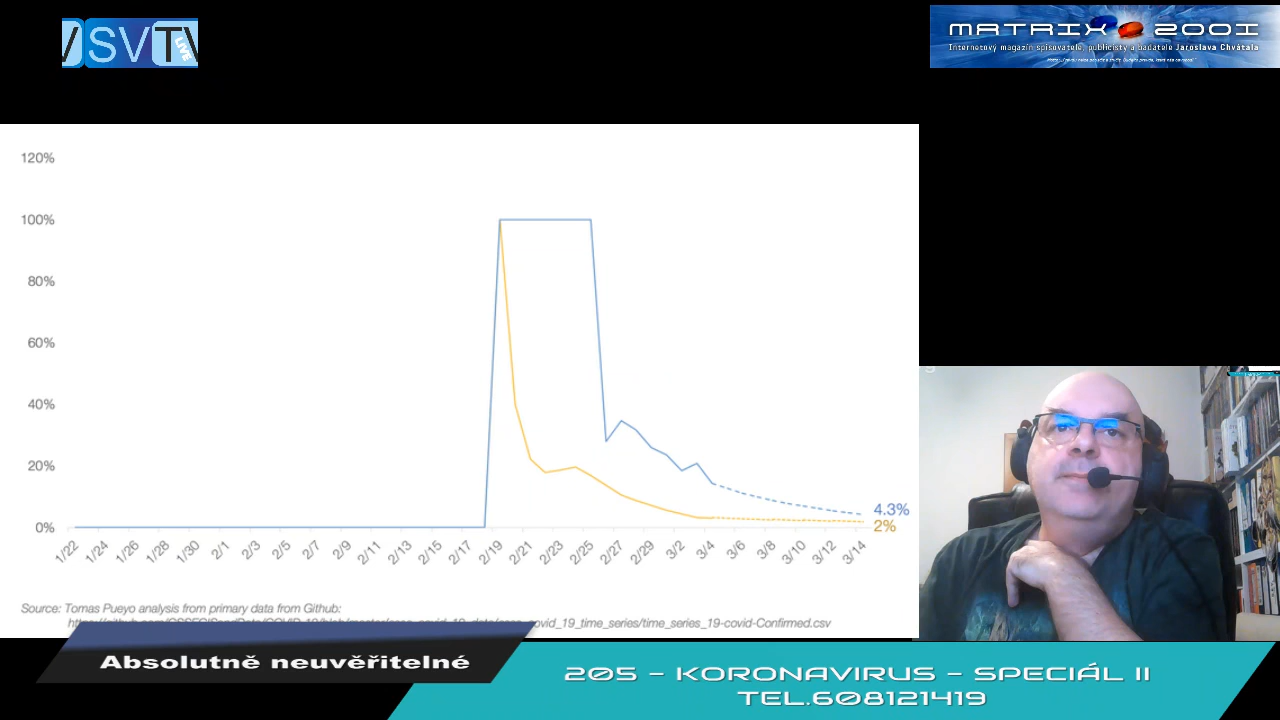 VSVTV
LIVE
MATRIX 2001
Internetový magazín spisovatele, publicisty a badatele Jaroslava Chvátala
120%
100%
80%
60%
40%
20%
0%
1/22 1/24 1/26 1/28 1/30 2/1 2/3 2/5 2/7 2/9 2/11 2/13 2/15 2/17 2/19 2/21 2/23 2/25 2/27 2/29 3/2 3/4 3/6 3/8 3/10 3/12 3/14
4.3%
2%
Source: Tomas Pueyo analysis from primary data from Github:
ovid_19_time_series/time_series_19-covid-Confirmed.csv
Absolutně neuvěřitelné
205 - KORONAVIRUS - SPECIÁL II
TEL.608121419